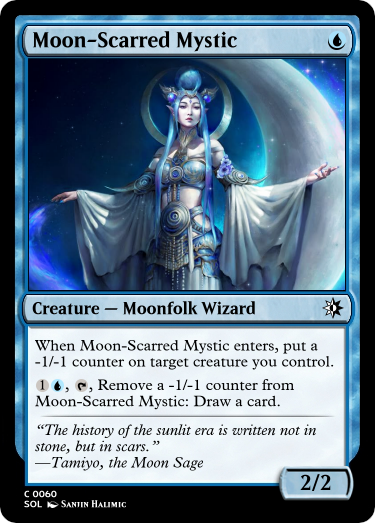 Moon-Scarred Mystic
Creature — Moonfolk Wizard
When Moon-Scarred Mystic enters, put a
-1/-1 counter on target creature you control.
1, , Remove a -1/-1 counter from
Moon-Scarred Mystic: Draw a card.
“The history of the sunlit era is written not in
stone, but in scars.”
—Tamiyo, the Moon Sage
2/2
C 0060
SOL Santin Halimic